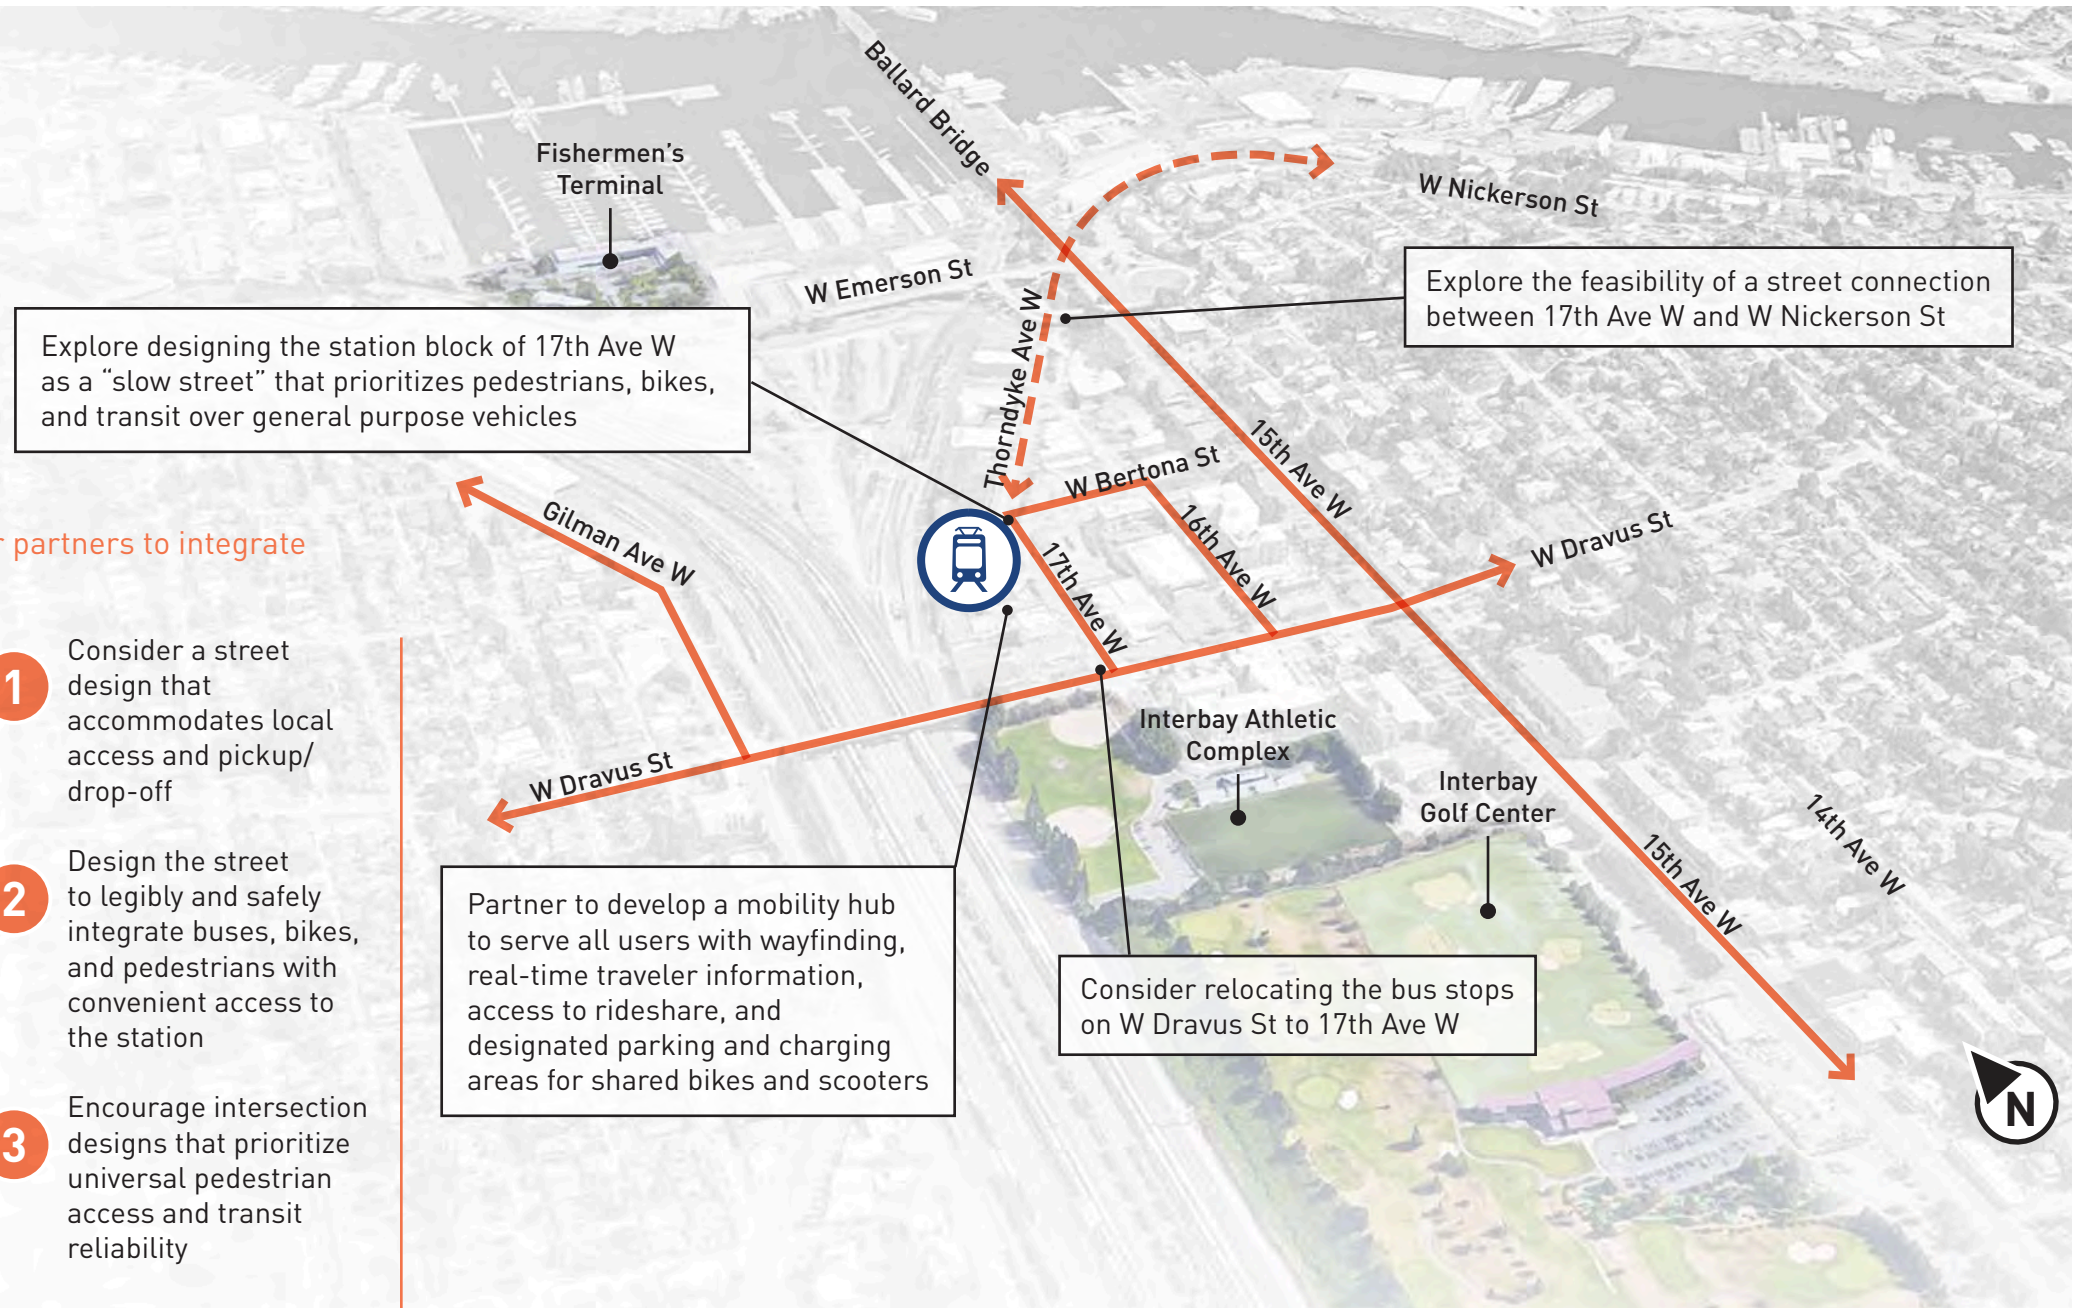 Ballard Bridge
Fishermen's
Terminal
W Nickerson St
W Emerson St
Explore the feasibility of a street connection
between 17th Ave W and W Nickerson St
Thorndyke Ave W
Explore designing the station block of 17th Ave W
as a “slow street” that prioritizes pedestrians, bikes,
and transit over general purpose vehicles
W Bertona St
15th Ave W
Gilman Ave W
16th Ave W
17th Ave W
W Dravus St
partners to integrate
1
Consider a street
design that
accommodates local
access and pickup/
drop-off
2
Design the street
to legibly and safely
integrate buses, bikes,
and pedestrians with
convenient access to
the station
3
Encourage intersection
designs that prioritize
universal pedestrian
access and transit
reliability
W Dravus St
Interbay Athletic
Complex
Interbay
Golf Center
14th Ave W
15th Ave W
Partner to develop a mobility hub
to serve all users with wayfinding,
real-time traveler information,
access to rideshare, and
designated parking and charging
areas for shared bikes and scooters
Consider relocating the bus stops
on W Dravus St to 17th Ave W
N